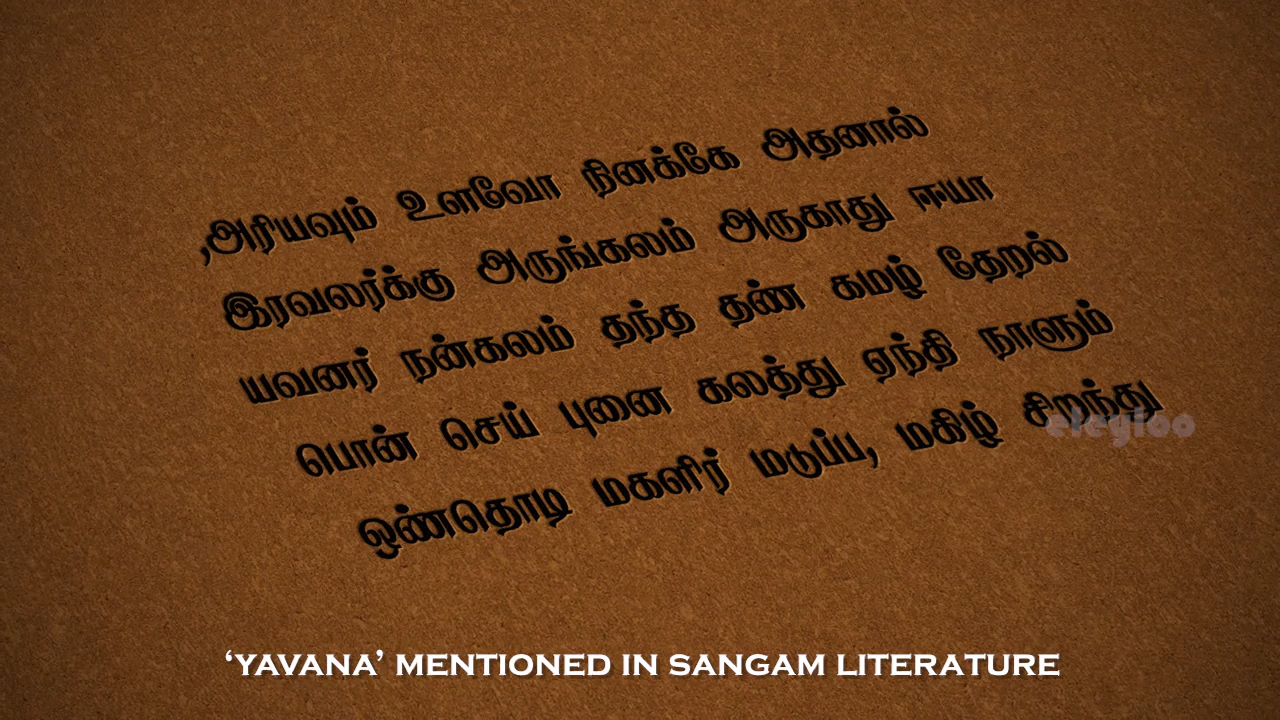 ,அரியவும் உளவோ நினக்கே அதனால்
இரவலர்க்கு அருங்கலம் அருகாது ஈயா
யவனர் நன்கலம் தந்த தண் கமழ் தேறல்
பொன் செய் புனை கலத்து ஏந்தி நாளும்
ஒண்தொடி மகளிர் மடுப்ப, மகிழ் சிறந்து
eleyloo
‘YAVANA’ MENTIONED IN SANGAM LITERATURE